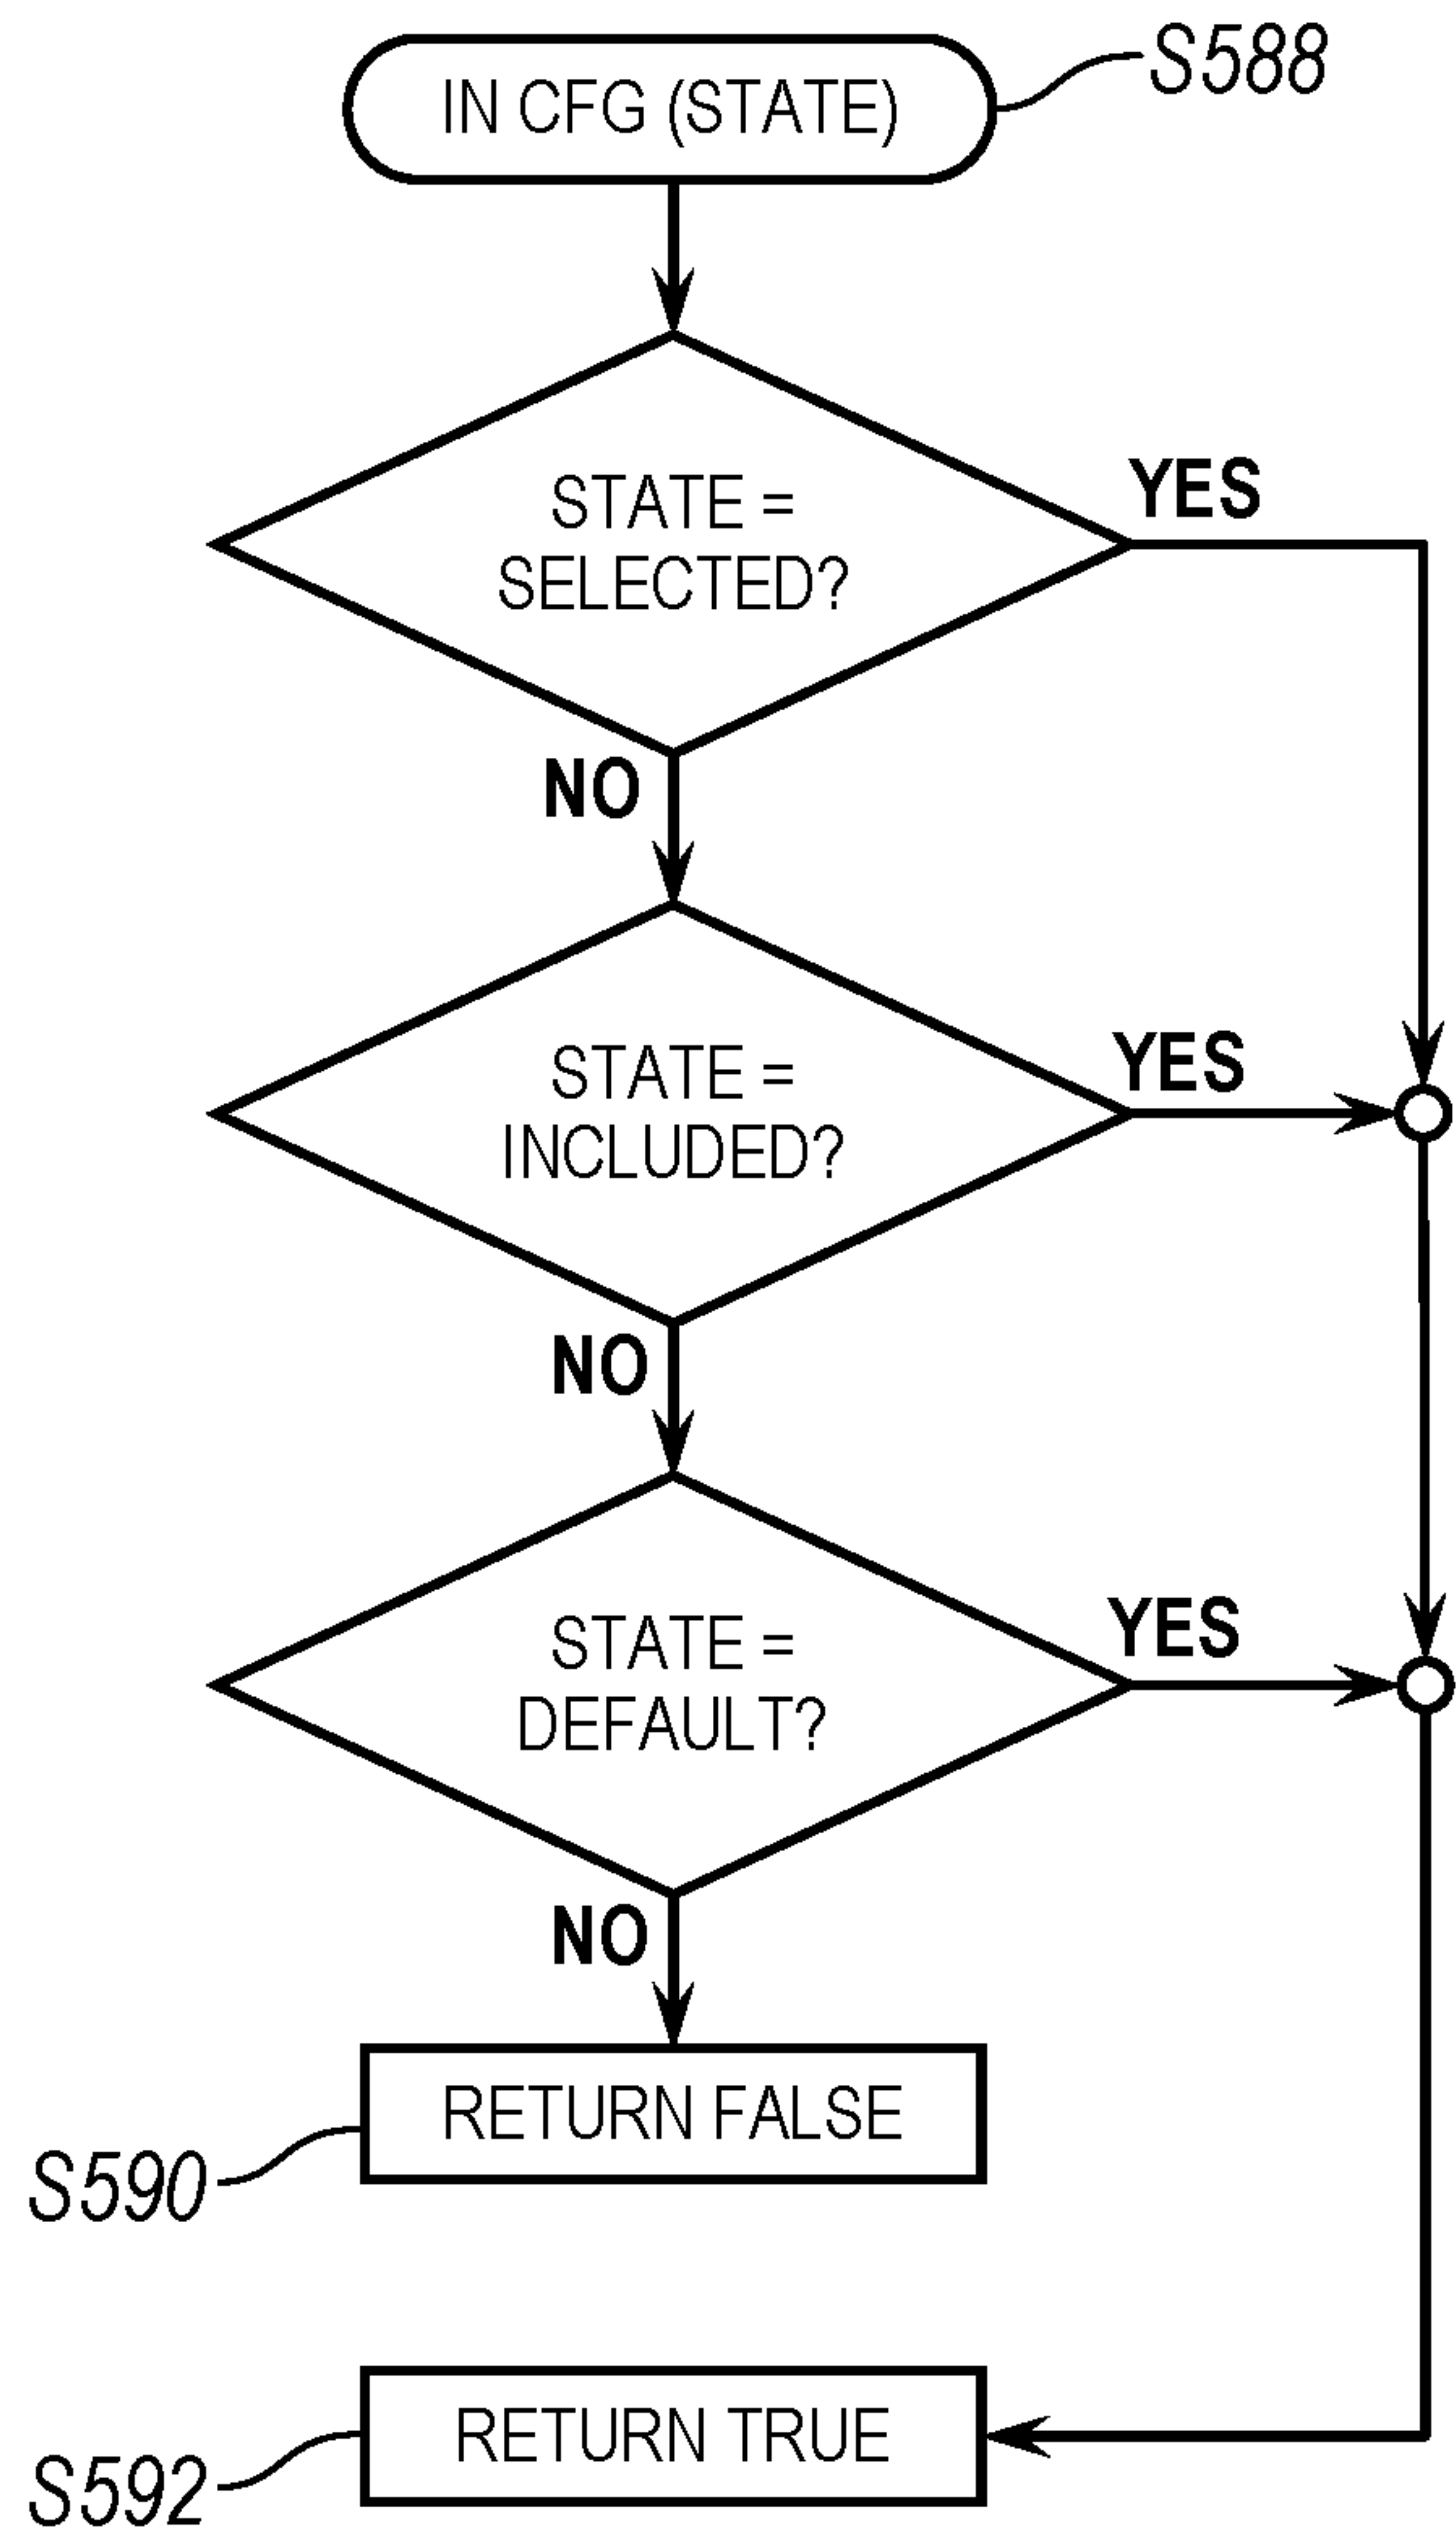 IN CFG (STATE)
S588
STATE =
SELECTED?
YES
NO
STATE =
INCLUDED?
YES
NO
STATE =
DEFAULT?
YES
NO
RETURN FALSE
S590
RETURN TRUE
S592